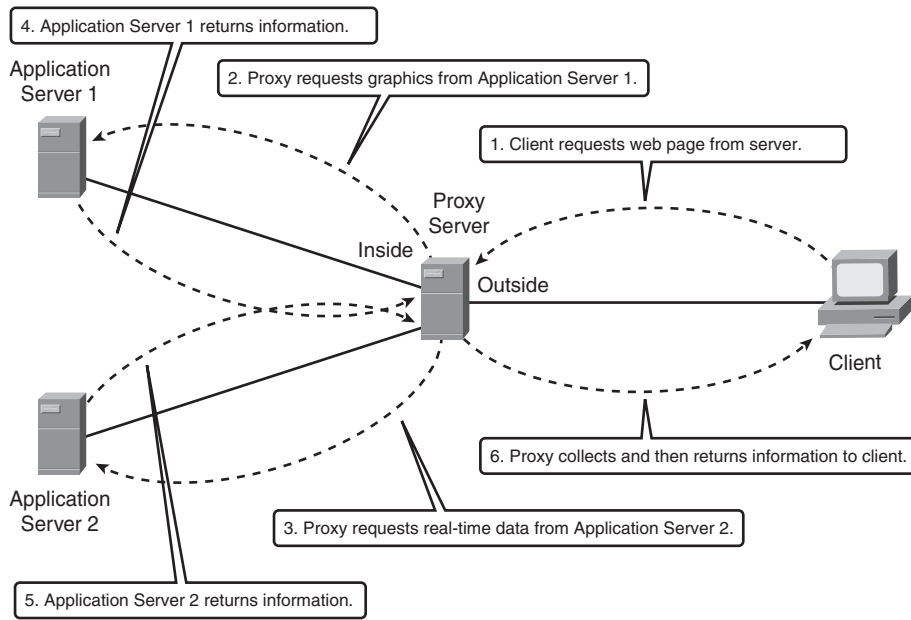 4. Application Server 1 returns information.
Application
Server 1
2. Proxy requests graphics from Application Server 1.
1. Client requests web page from server.
Proxy
Server
Inside
Outside
Client
6. Proxy collects and then returns information to client.
Application
Server 2
3. Proxy requests real-time data from Application Server 2.
5. Application Server 2 returns information.